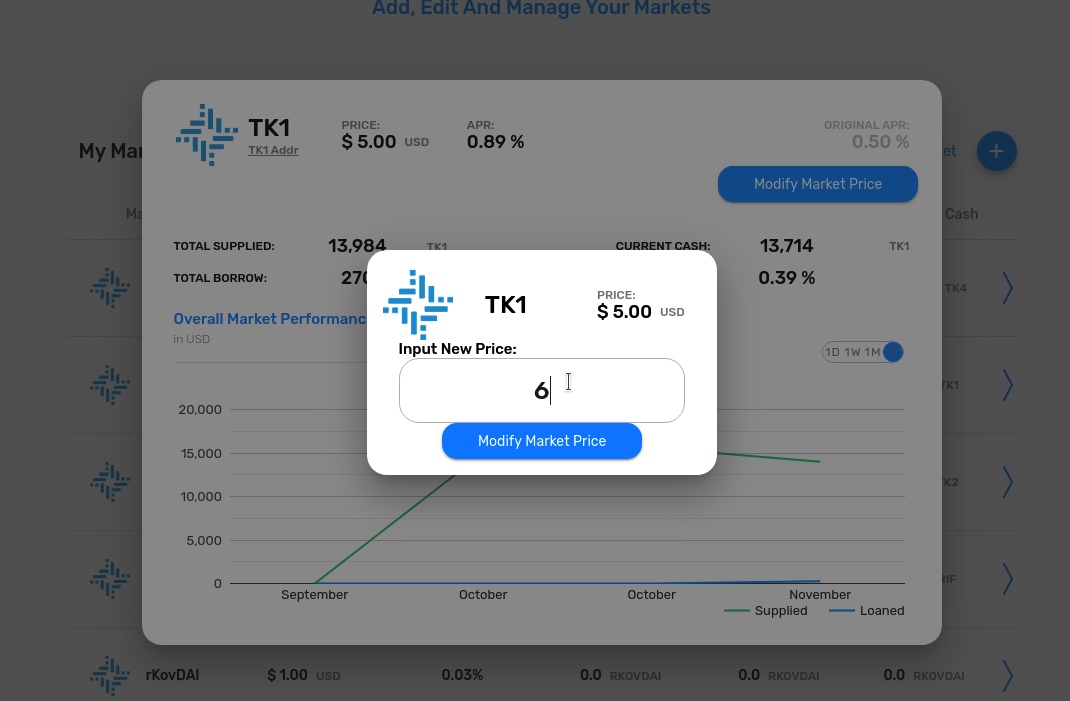 Add, Edit And Manage Your Markets
My Mar
et
+
Ma
Cash
TK1
TK1 Addr
PRICE:
$ 5.00 USD
APR:
0.89 %
ORIGINAL APR:
0.50 %
Modify Market Price
TOTAL SUPPLIED: 13,984 TK1
CURRENT CASH: 13,714 TK1
TOTAL BORROW: 270
0.39 %
Overall Market Performanc
in USD
1D 1W 1M
TK1
PRICE:
$ 5.00 USD
Input New Price:
6
Modify Market Price
20,000
15,000
10,000
5,000
0
September October October November
Supplied Loaned
TK4
TK1
TK2
RIF
rKovDAI $ 1.00 USD 0.03% 0.0 RKOVDAI 0.0 RKOVDAI 0.0 RKOVDAI